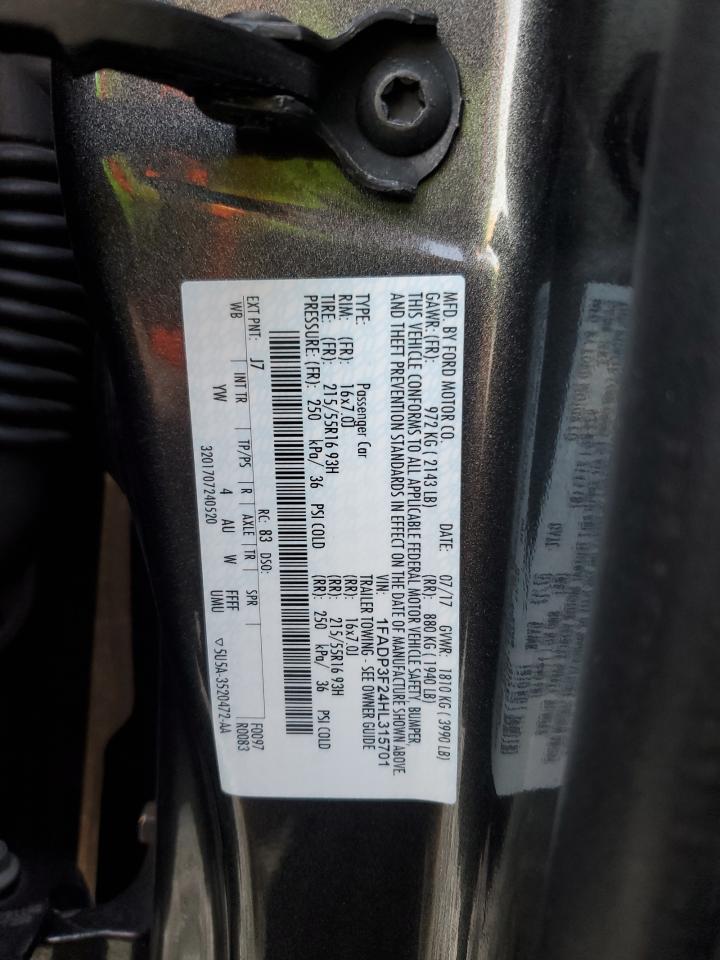 MFD. BY FORD MOTOR CO.
DATE: 07/17 GVWR: 1810 KG ( 3990 LB)
GAWR: (FR): 972 KG ( 2143 LB) (RR): 880 KG ( 1940 LB)
THIS VEHICLE CONFORMS TO ALL APPLICABLE FEDERAL MOTOR VEHICLE SAFETY, BUMPER,
AND THEFT PREVENTION STANDARDS IN EFFECT ON THE DATE OF MANUFACTURE SHOWN ABOVE.
VIN: 1FADP3F24HL315701
TYPE: Passenger Car TRAILER TOWING - SEE OWNER GUIDE
RIM: (FR): 16x7.0J (RR): 16x7.0J
TIRE: (FR): 215/55R16 93H (RR): 215/55R16 93H
PRESSURE: (FR): 250 kPa/ 36 PSI COLD (RR): 250 kPa/ 36 PSI COLD
RC: 83 DSO: F0097
EXT PNT: J7 R0083
WB INT TR TP/PS R AXLE TR SPR
YW 4 AU W FFFF
UMU
3201707240520 ▽5U5A-3520472-AA